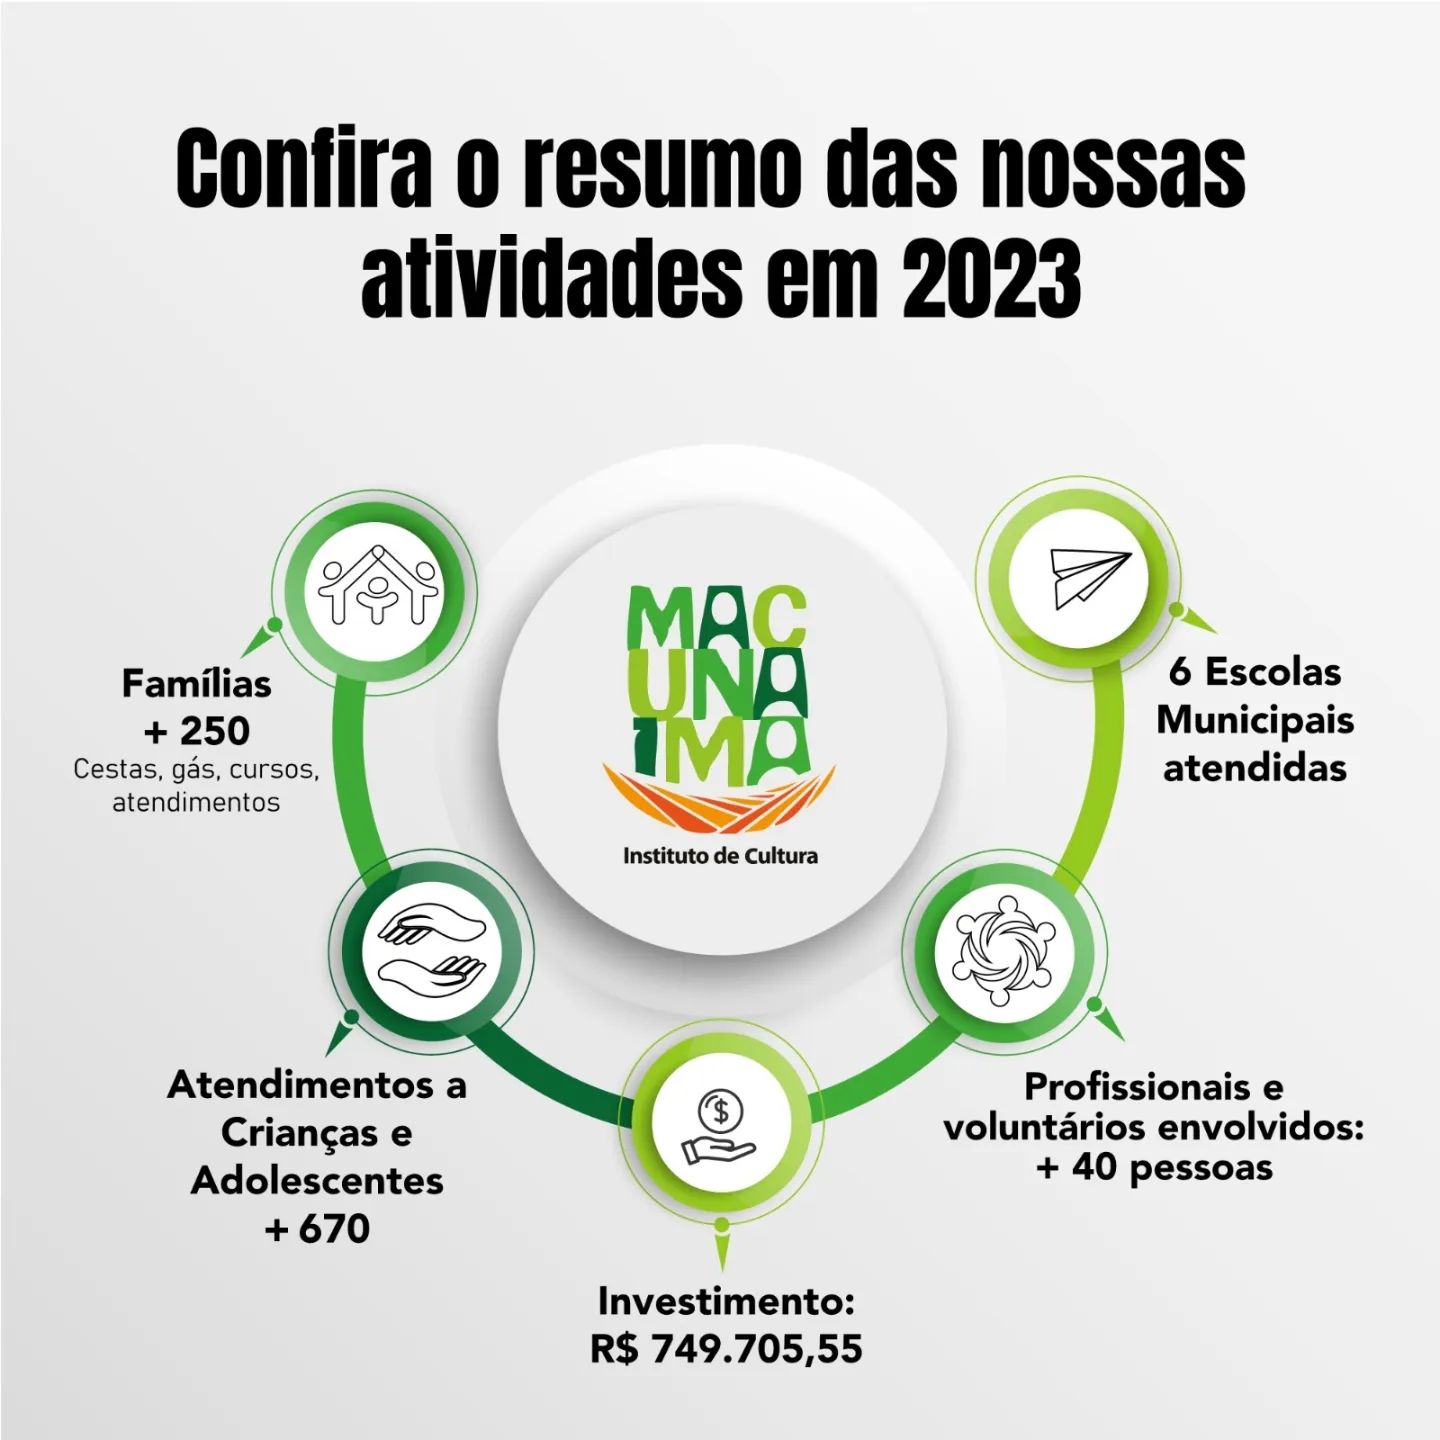 Confira o resumo das nossas
atividades em 2023
MAC
UNA
IMA
Instituto de Cultura
Famílias
+ 250
Cestas, gás, cursos,
atendimentos
Atendimentos a
Crianças e
Adolescentes
+ 670
$
Investimento:
R$ 749.705,55
Profissionais e
voluntários envolvidos:
+ 40 pessoas
6 Escolas
Municipais
atendidas